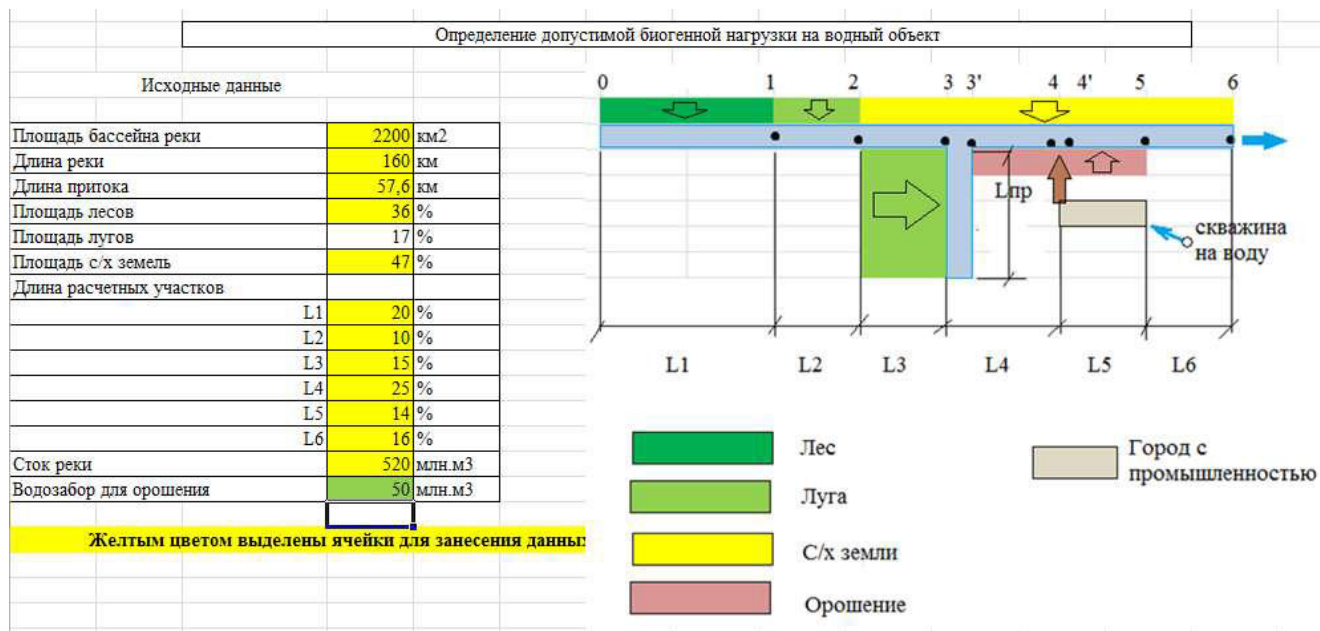 Определение допустимой биогенной нагрузки на водный объект
Исходные данные
Площадь бассейна реки 2200 км2
Длина реки 160 км
Длина притока 57,6 км
Площадь лесов 36 %
Площадь лугов 17 %
Площадь с/х земель 47 %
Длина расчетных участков
L1 20 %
L2 10 %
L3 15 %
L4 25 %
L5 14 %
L6 16 %
Сток реки 520 млн.м3
Водозабор для орошения 50 млн.м3
Желтым цветом выделены ячейки для занесения данны
0 1 2 3 3' 4 4' 5 6
Lпр
скважина
на воду
L1 L2 L3 L4 L5 L6
Лес
Луга
С/х земли
Орошение
Город с
промышленностью